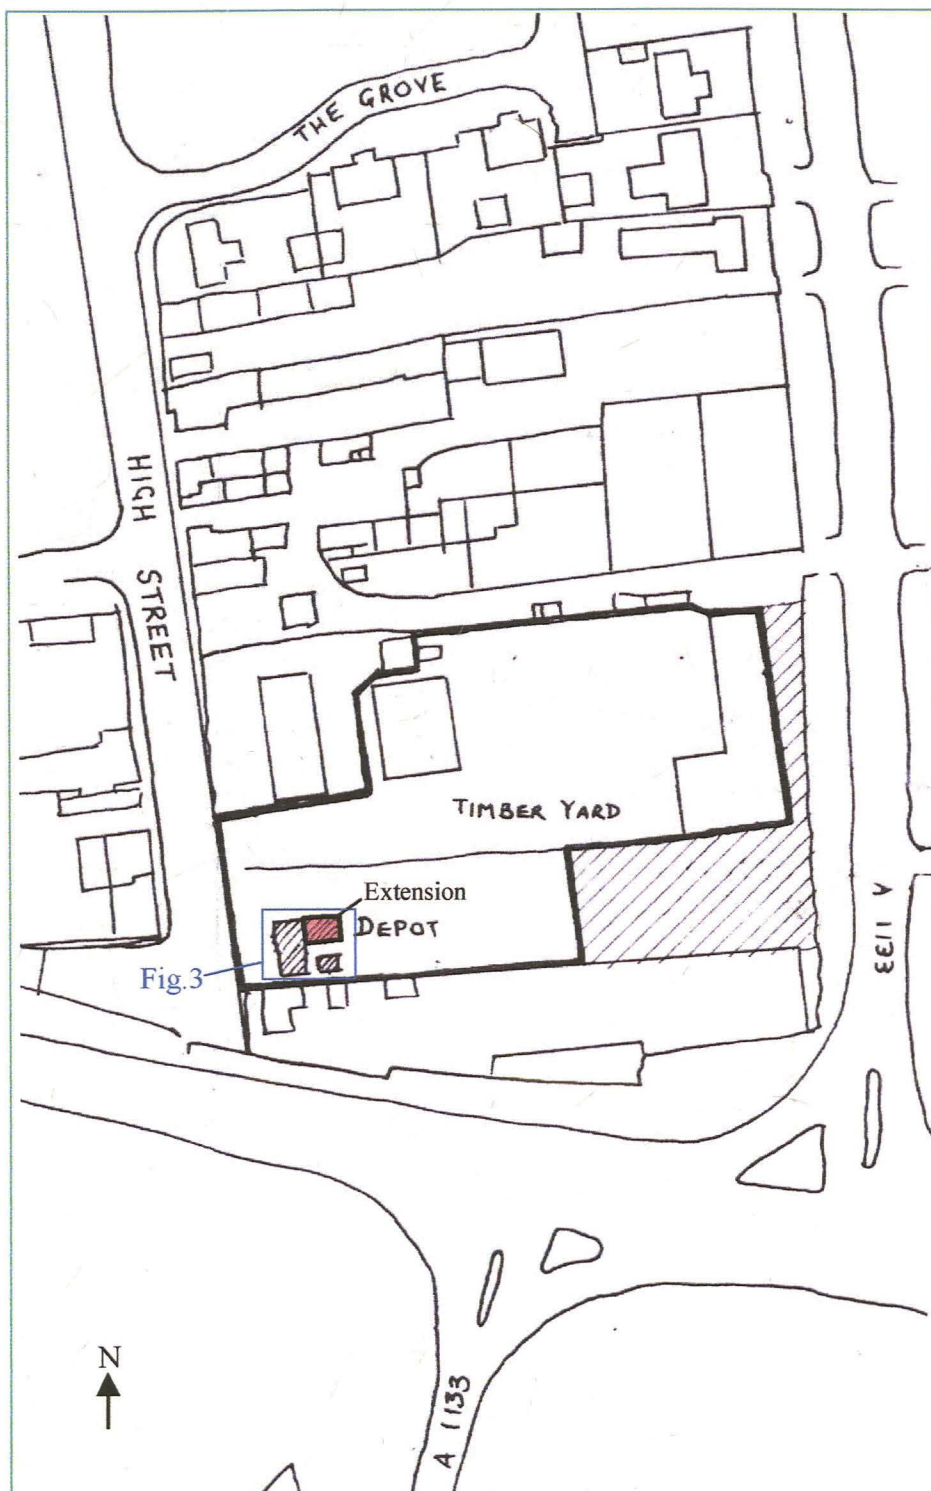 THE GROVE
HIGH STREET
TIMBER YARD
Extension
DEPOT
Fig.3
A 1133
N
A 1133